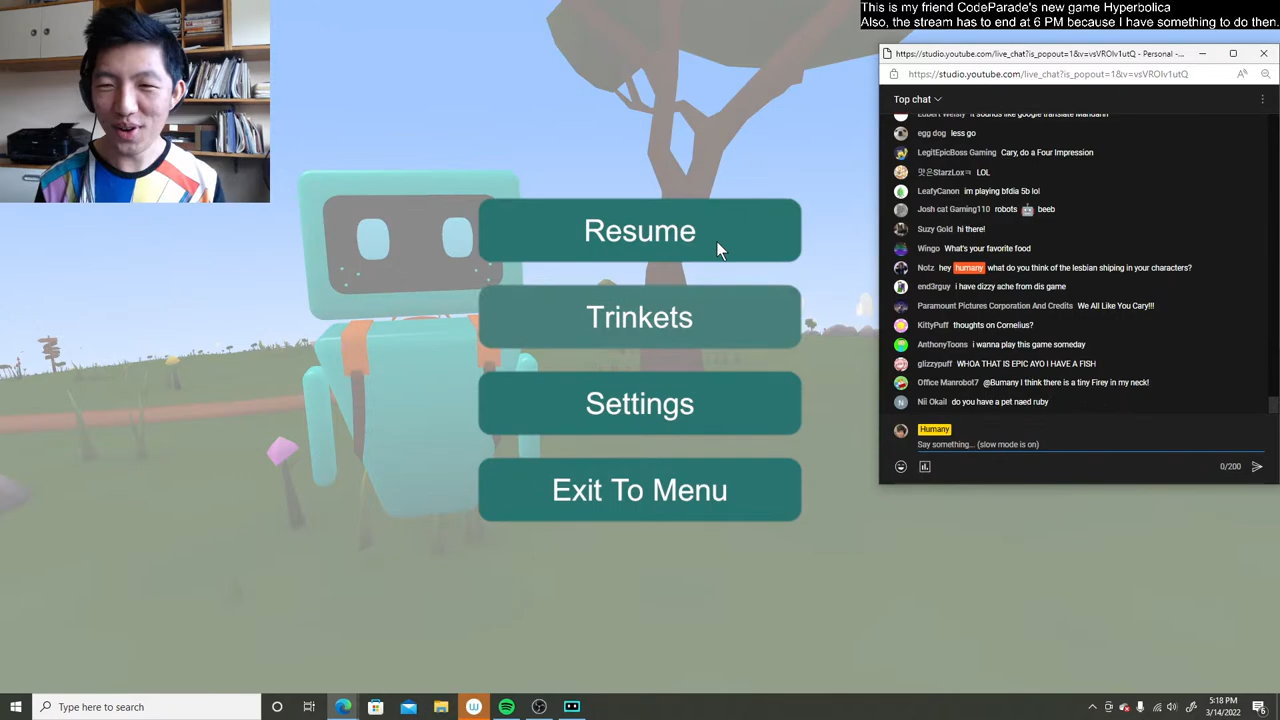 This is my friend CodeParade's new game Hyperbolica
Also, the stream has to end at 6 PM because I have something to do then.
https://studio.youtube.com/live_chat?is_popout=1&v=vsVROIv1utQ - Personal -...
https://studio.youtube.com/live_chat?is_popout=1&v=vsVROIv1utQ
Top chat
it sounds like google translate Mandarin
egg dog less go
LegitEpicBoss Gaming Cary, do a Four Impression
LOL
LeafyCanon im playing bfdia 5b lol
Josh cat Gaming110 robots 🤖 beeb
Suzy Gold hi there!
Wingo What's your favorite food
Notz hey humany what do you think of the lesbian shiping in your characters?
end3rguy i have dizzy ache from dis game
Paramount Pictures Corporation And Credits We All Like You Cary!!!
KittyPuff thoughts on Cornelius?
AnthonyToons i wanna play this game someday
glizzypuff WHOA THAT IS EPIC AYO I HAVE A FISH
Office Manrobot7 @Bumany I think there is a tiny Firey in my neck!
Nii Okail do you have a pet naed ruby
Humany
Say something... (slow mode is on)
0/200
Resume
Trinkets
Settings
Exit To Menu
Type here to search
5:18 PM
3/14/2022